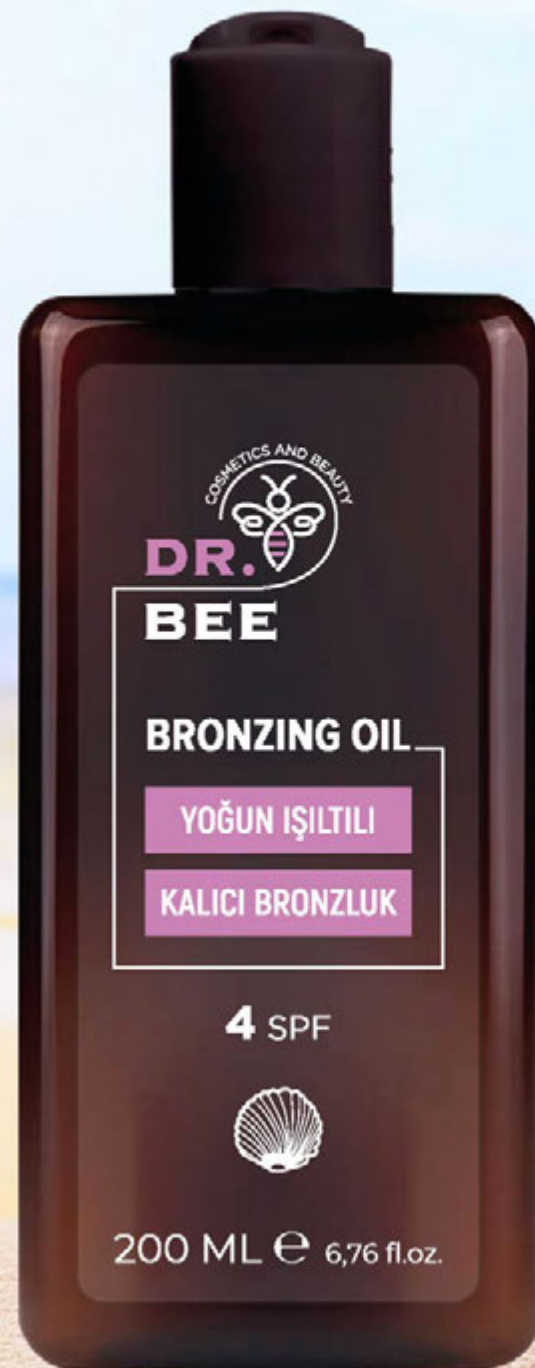 COSMETICS AND BEAUTY
DR.
BEE
BRONZING OIL
YOĞUN IŞILTILI
KALICI BRONZLUK
4 SPF
200 ML ℮ 6,76 fl.oz.